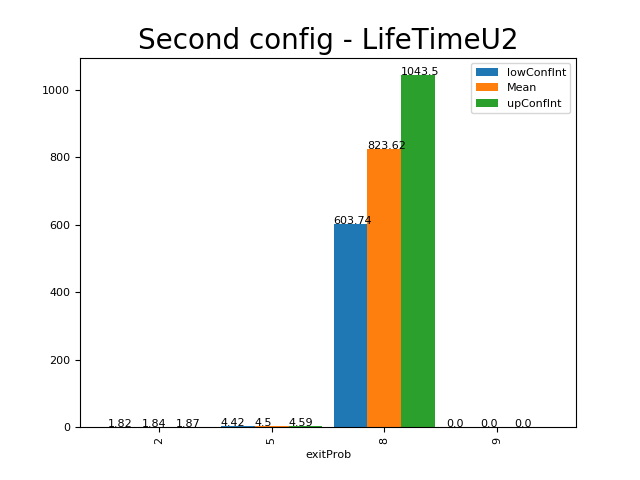 Second config - LifeTimeU2
lowConfInt
Mean
upConfInt
1000
800
600
400
200
0
1.82 1.84 1.87 4.42 4.5 4.59 603.74 823.62 1043.5 0.0 0.0 0.0
2 5 8 9
exitProb